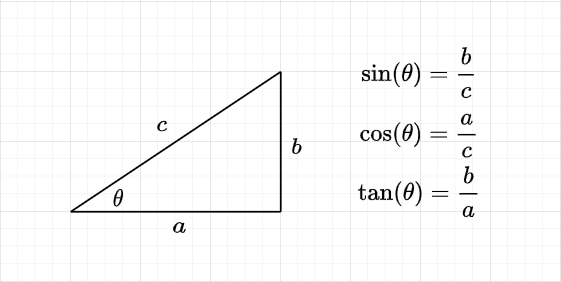 c
b
θ
a
sin(θ) = b/c
cos(θ) = a/c
tan(θ) = b/a